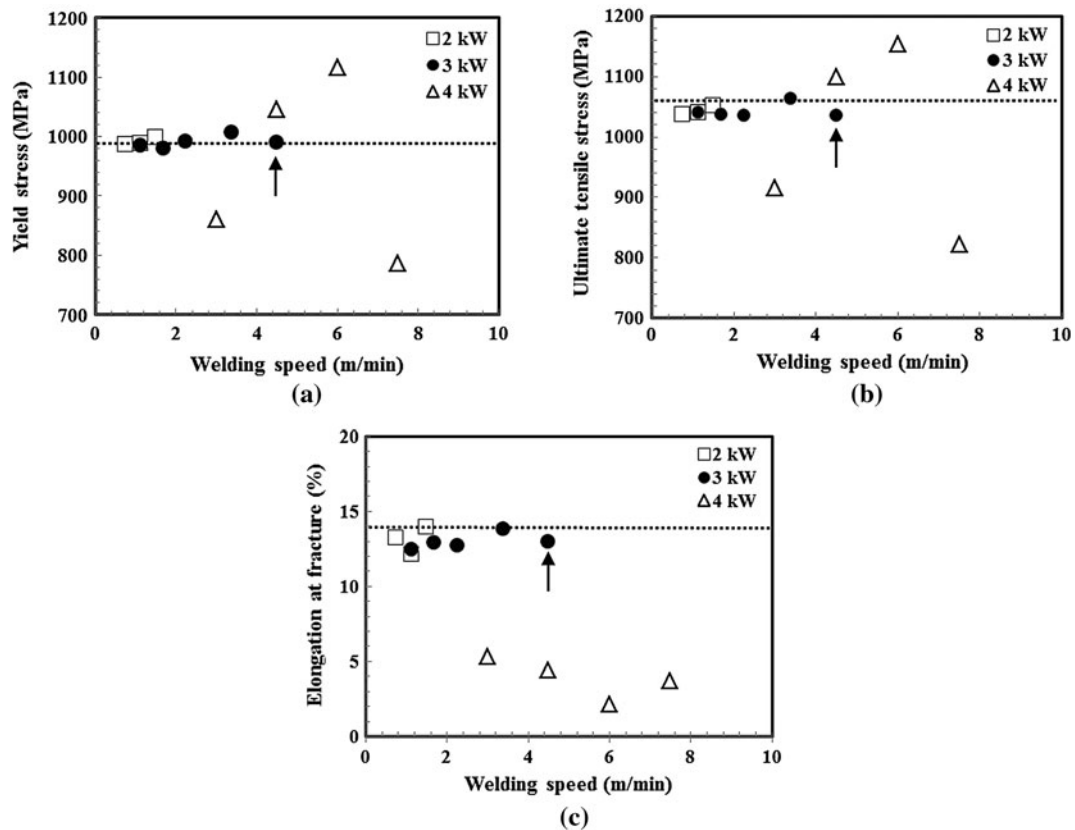 1200
1100
1000
900
800
700
Yield stress (MPa)
2 kW
3 kW
4 kW
0 2 4 6 8 10
Welding speed (m/min)
(a)
1200
1100
1000
900
800
700
Ultimate tensile stress (MPa)
2 kW
3 kW
4 kW
0 2 4 6 8 10
Welding speed (m/min)
(b)
20
15
10
5
0
Elongation at fracture (%)
2 kW
3 kW
4 kW
0 2 4 6 8 10
Welding speed (m/min)
(c)